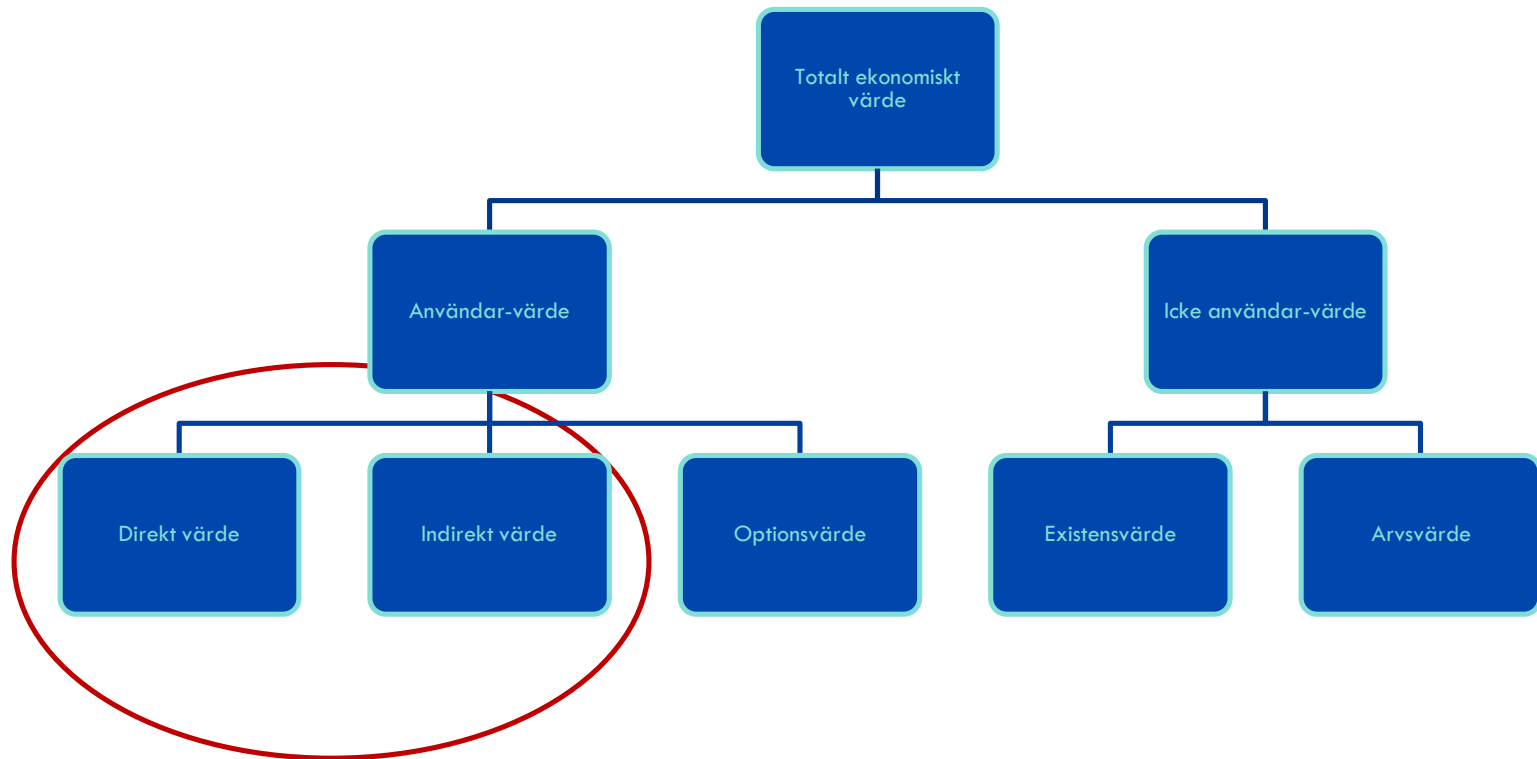 Totalt ekonomiskt
värde
Användar-värde
Icke användar-värde
Direkt värde
Indirekt värde
Optionsvärde
Existensvärde
Arvsvärde